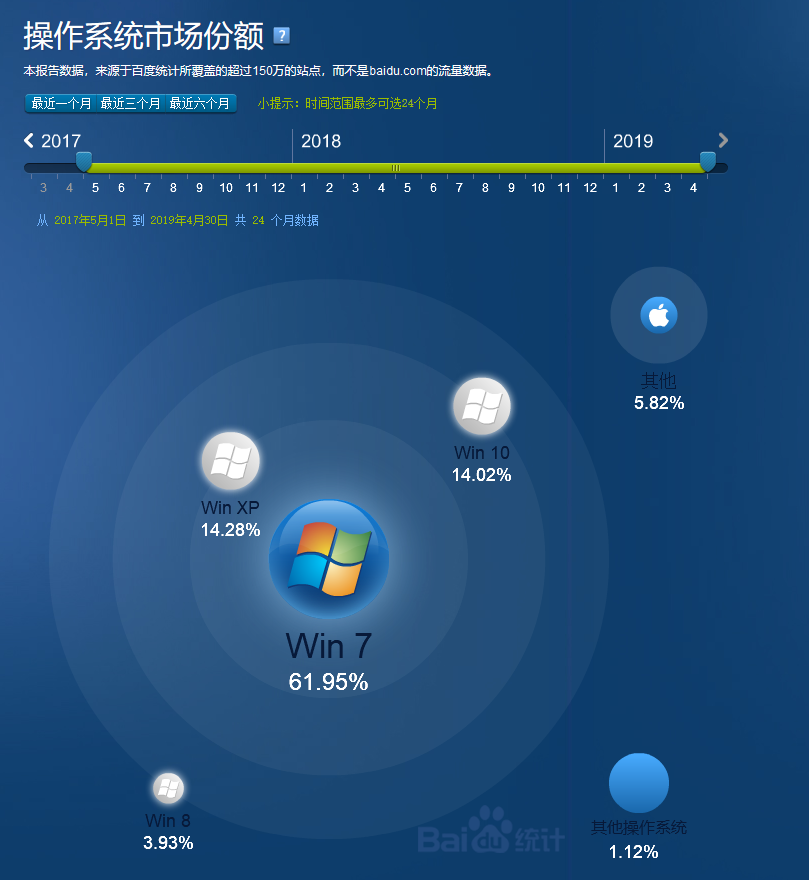 操作系统市场份额 ?
本报告数据，来源于百度统计所覆盖的超过150万的站点，而不是baidu.com的流量数据。
最近一个月 最近三个月 最近六个月 小提示：时间范围最多可选24个月
2017 2018 2019
3 4 5 6 7 8 9 10 11 12 1 2 3 4 5 6 7 8 9 10 11 12 1 2 3 4
从 2017年5月1日 到 2019年4月30日 共 24 个月数据
其他
5.82%
Win 10
14.02%
Win XP
14.28%
Win 7
61.95%
Win 8
3.93%
Baidu统计
其他操作系统
1.12%